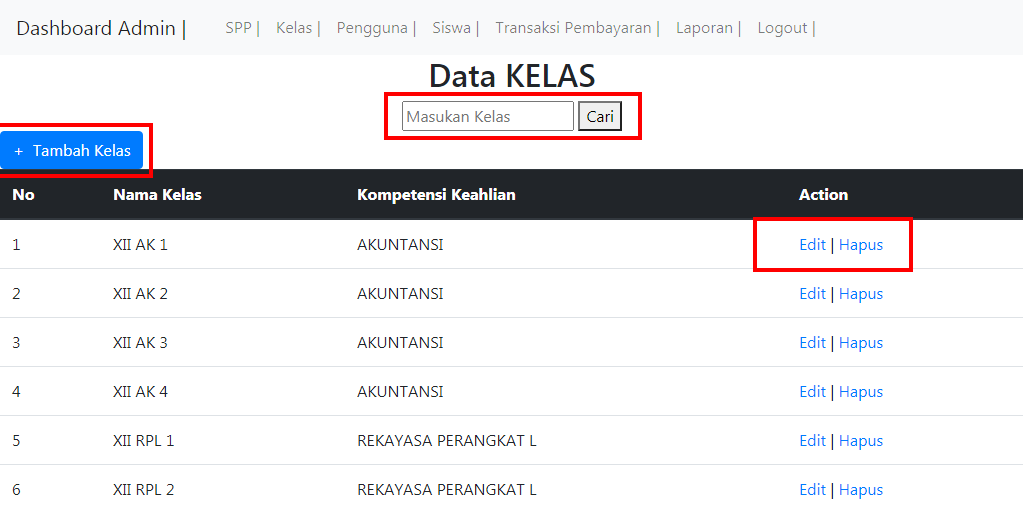 Dashboard Admin | SPP | Kelas | Pengguna | Siswa | Transaksi Pembayaran | Laporan | Logout |
Data KELAS
Masukan Kelas Cari
+ Tambah Kelas
No Nama Kelas Kompetensi Keahlian Action
1 XII AK 1 AKUNTANSI Edit | Hapus
2 XII AK 2 AKUNTANSI Edit | Hapus
3 XII AK 3 AKUNTANSI Edit | Hapus
4 XII AK 4 AKUNTANSI Edit | Hapus
5 XII RPL 1 REKAYASA PERANGKAT L Edit | Hapus
6 XII RPL 2 REKAYASA PERANGKAT L Edit | Hapus